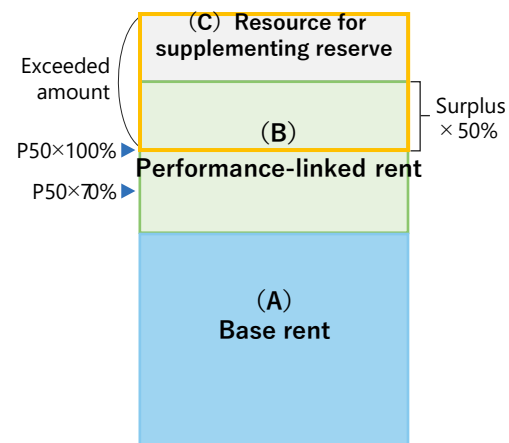 （C）Resource for
supplementing reserve
Exceeded
amount
Surplus
×50%
（B）
P50×100%
Performance-linked rent
P50×70%
（A）
Base rent